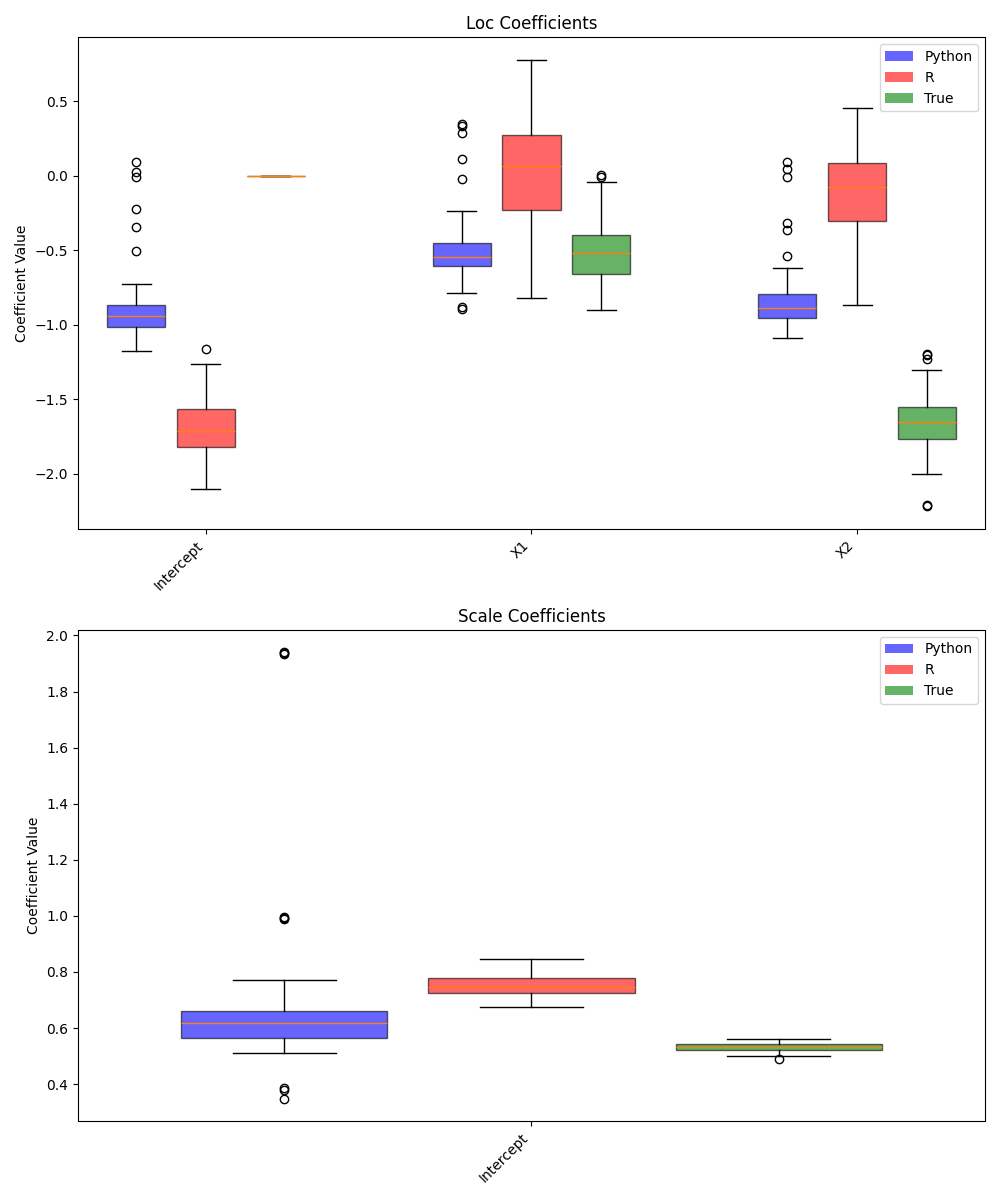 Loc Coefficients
Python
R
True
0.5
0.0
−0.5
−1.0
−1.5
−2.0
Coefficient Value
Intercept
X1
X2
Scale Coefficients
Python
R
True
2.0
1.8
1.6
1.4
1.2
1.0
0.8
0.6
0.4
Coefficient Value
Intercept